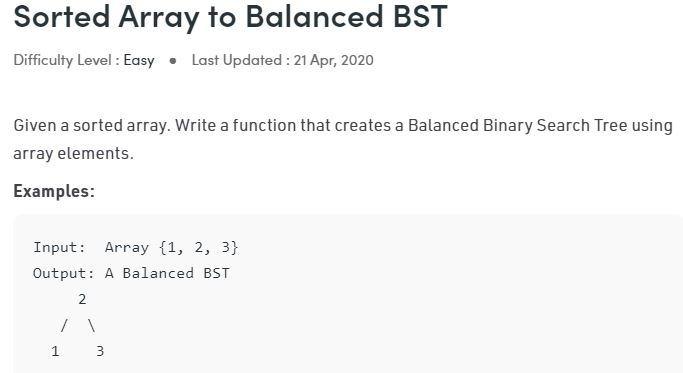 Sorted Array to Balanced BST
Difficulty Level : Easy ● Last Updated : 21 Apr, 2020
Given a sorted array. Write a function that creates a Balanced Binary Search Tree using
array elements.
Examples:
Input:  Array {1, 2, 3}
Output: A Balanced BST
     2
   /  \
  1    3